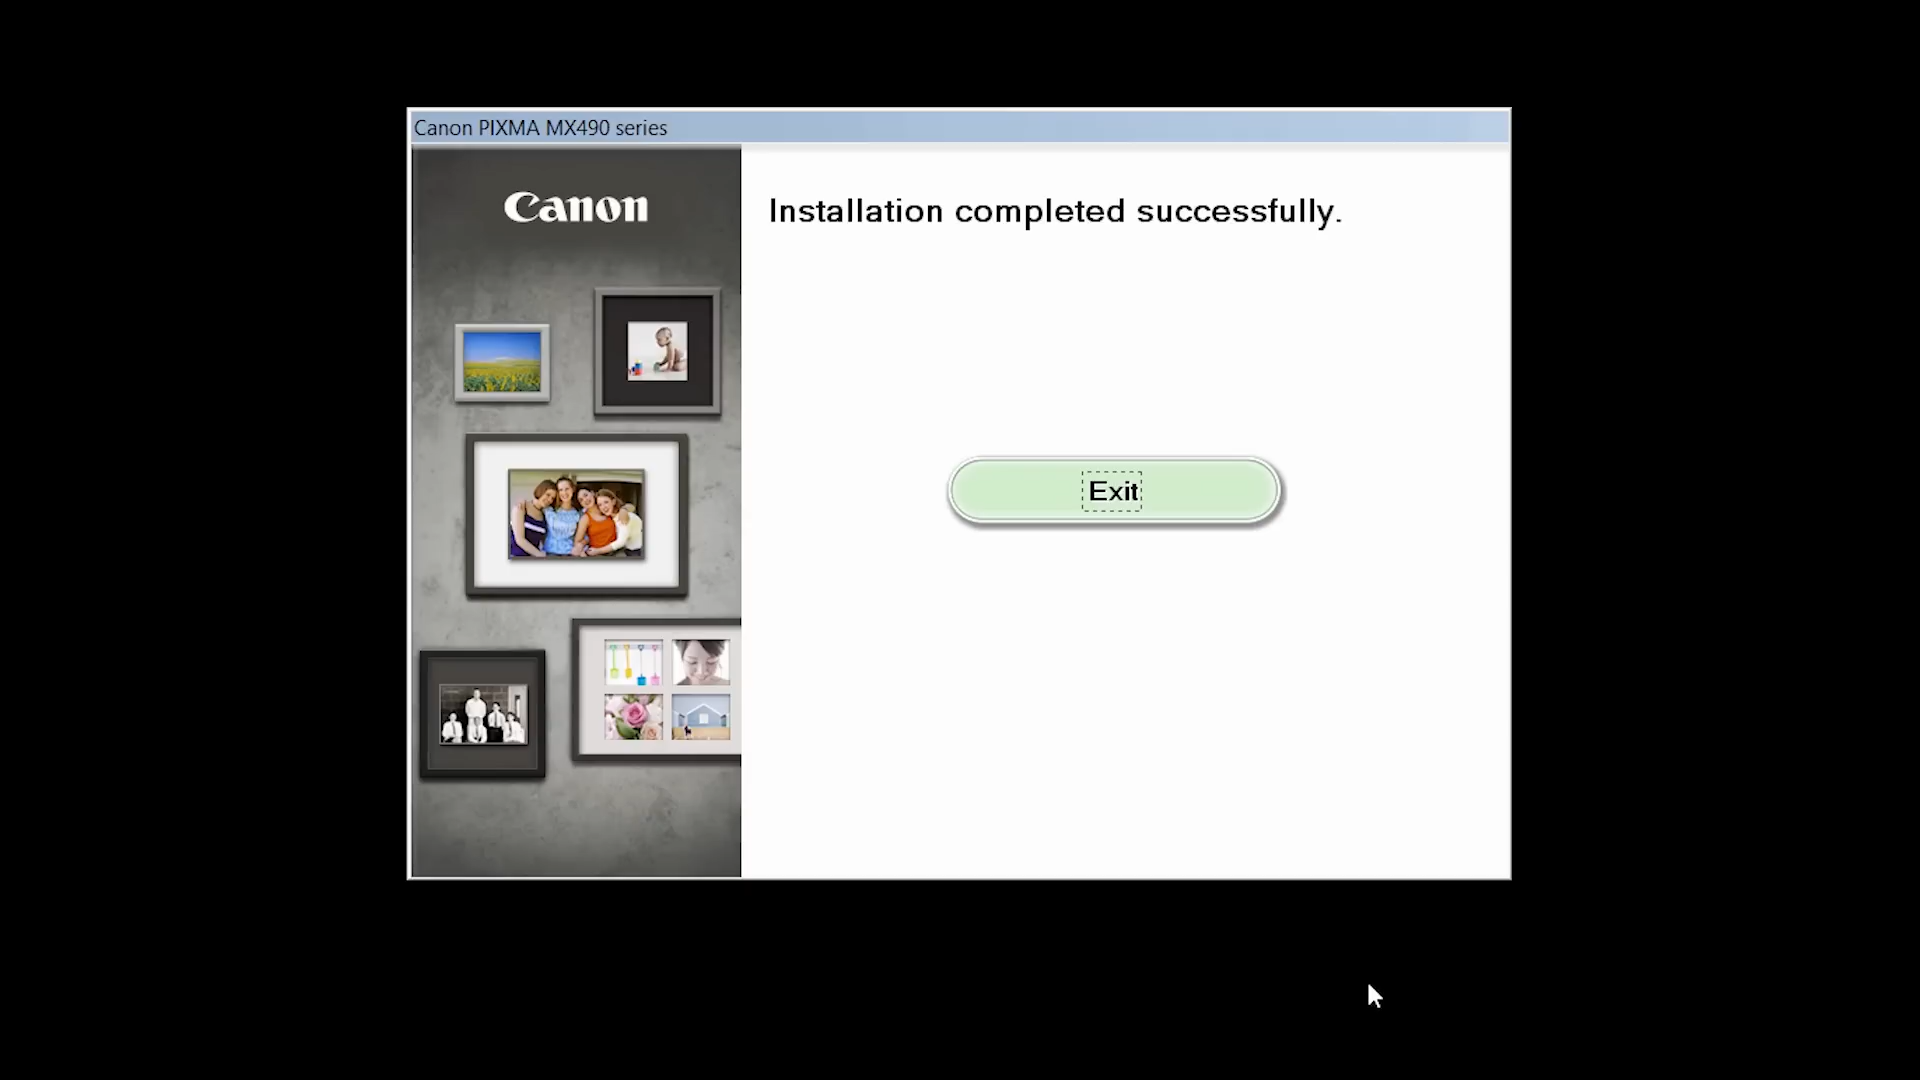 Canon PIXMA MX490 series
Canon
Installation completed successfully.
Exit